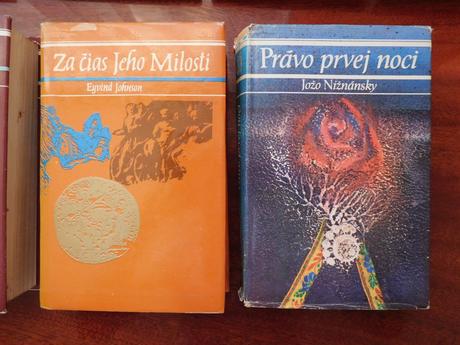 Za čias Jeho Milosti
Eyvind Johnson
Právo prvej noci
Jožo Nižnánsky